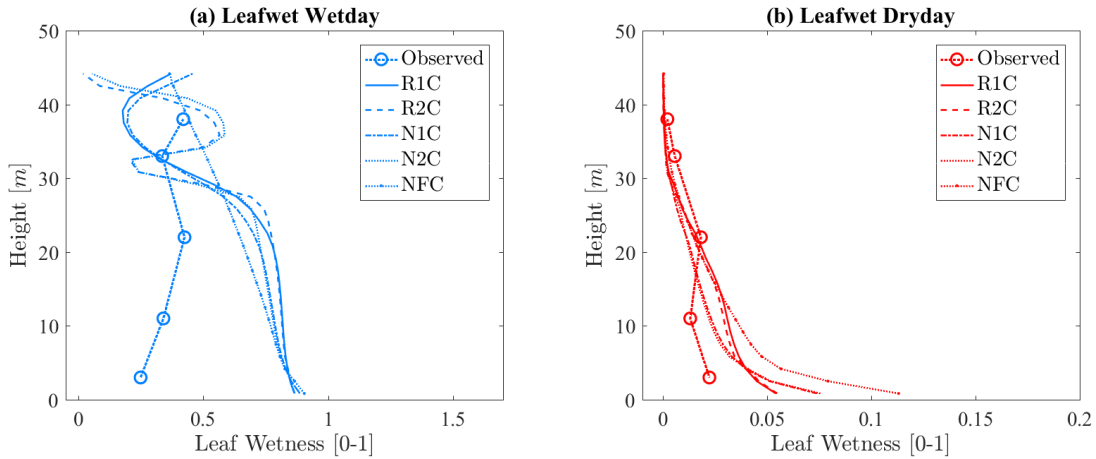 (a) Leafwet Wetday
50
40
30
20
10
0
Height [m]
0
0.5
1
1.5
Leaf Wetness [0-1]
Observed
R1C
R2C
N1C
N2C
NFC
(b) Leafwet Dryday
50
40
30
20
10
0
Height [m]
0
0.05
0.1
0.15
0.2
Leaf Wetness [0-1]
Observed
R1C
R2C
N1C
N2C
NFC